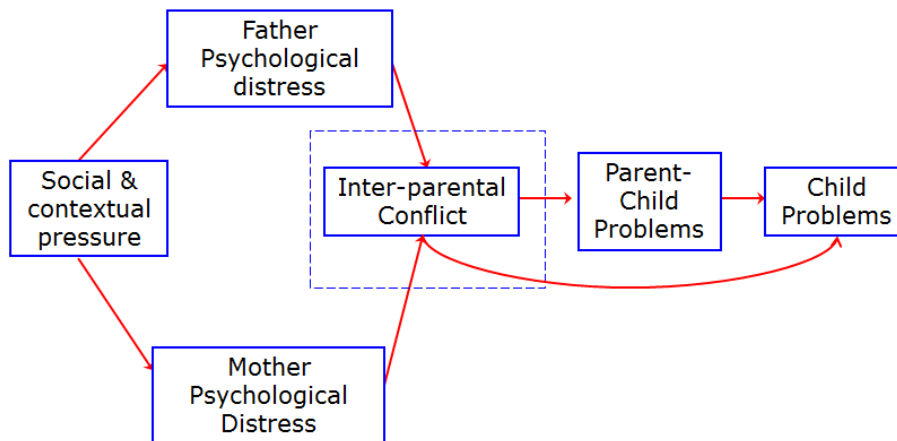 Father
Psychological
distress
Social &
contextual
pressure
Inter-parental
Conflict
Parent-
Child
Problems
Child
Problems
Mother
Psychological
Distress